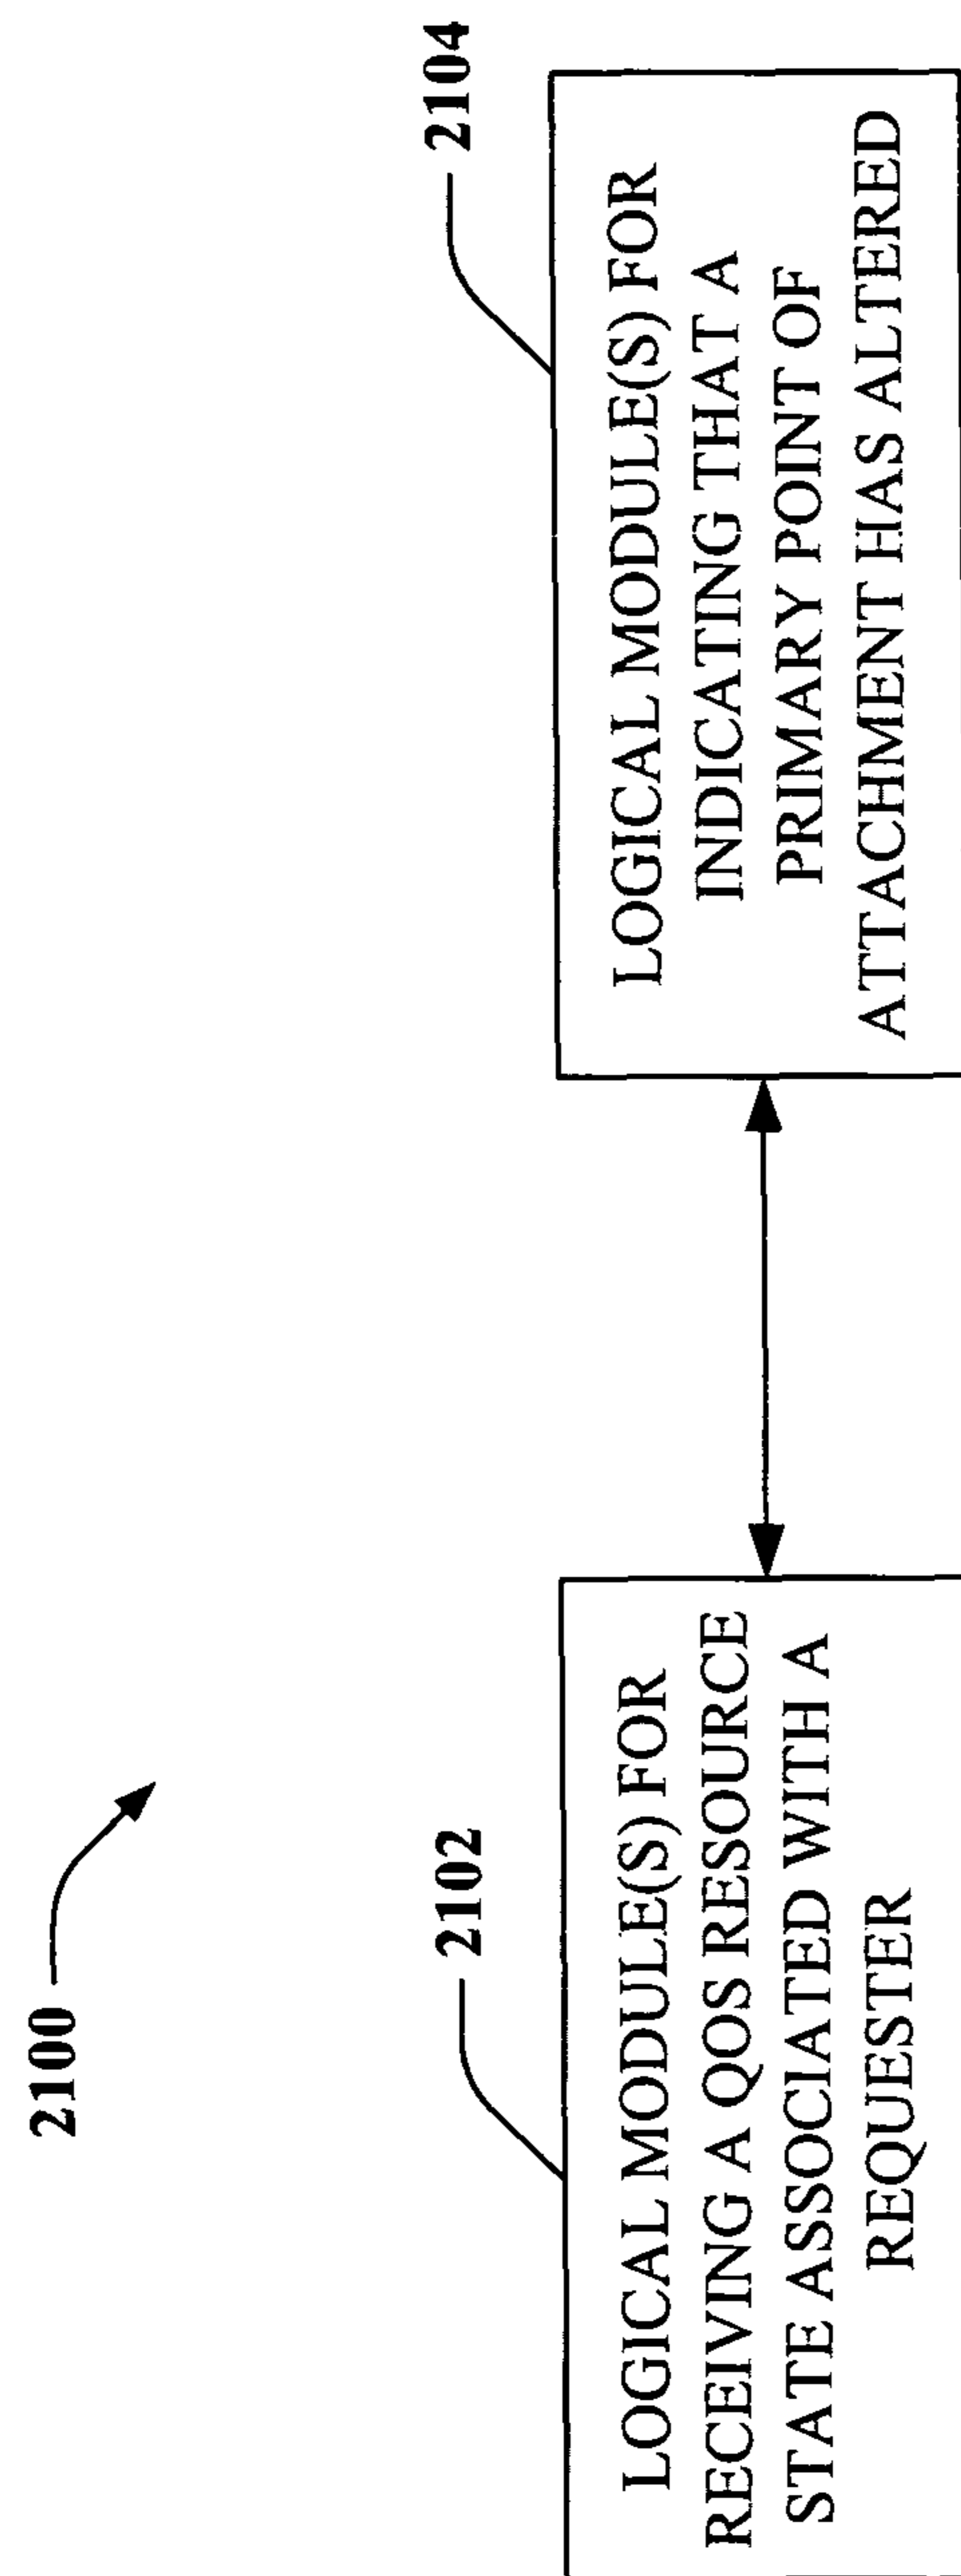 2100
2102
LOGICAL MODULE(S) FOR
RECEIVING A QOS RESOURCE
STATE ASSOCIATED WITH A
REQUESTER
2104
LOGICAL MODULE(S) FOR
INDICATING THAT A
PRIMARY POINT OF
ATTACHMENT HAS ALTERED